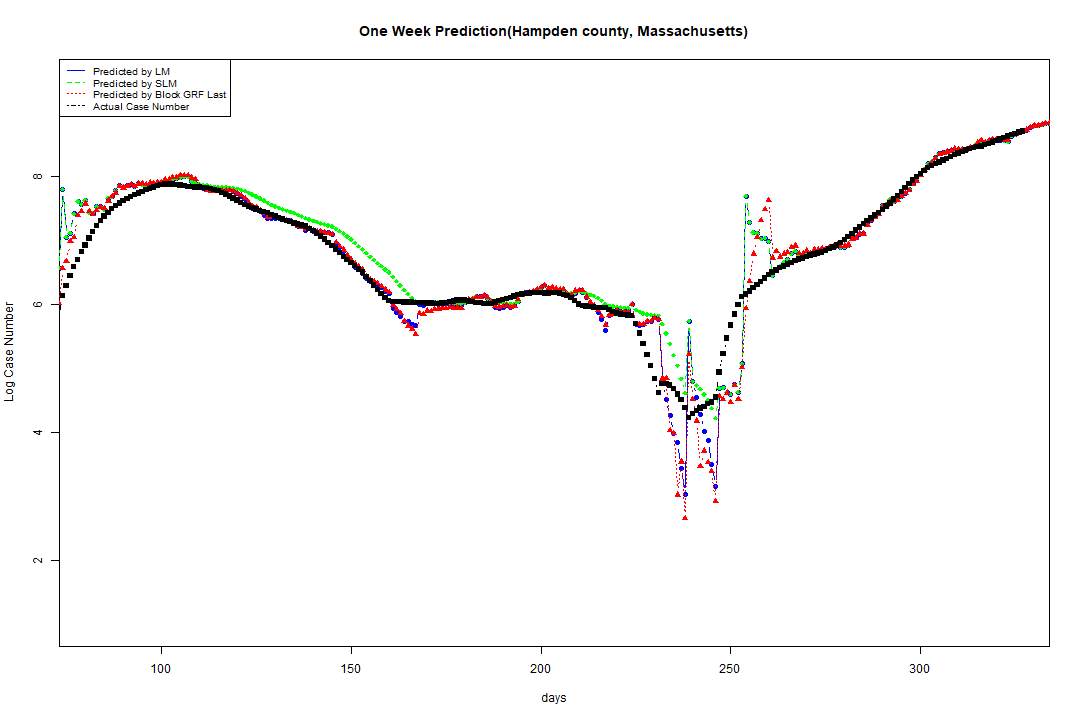 One Week Prediction(Hampden county, Massachusetts)
Predicted by LM
Predicted by SLM
Predicted by Block GRF Last
Actual Case Number
8
6
4
2
Log Case Number
100 150 200 250 300
days